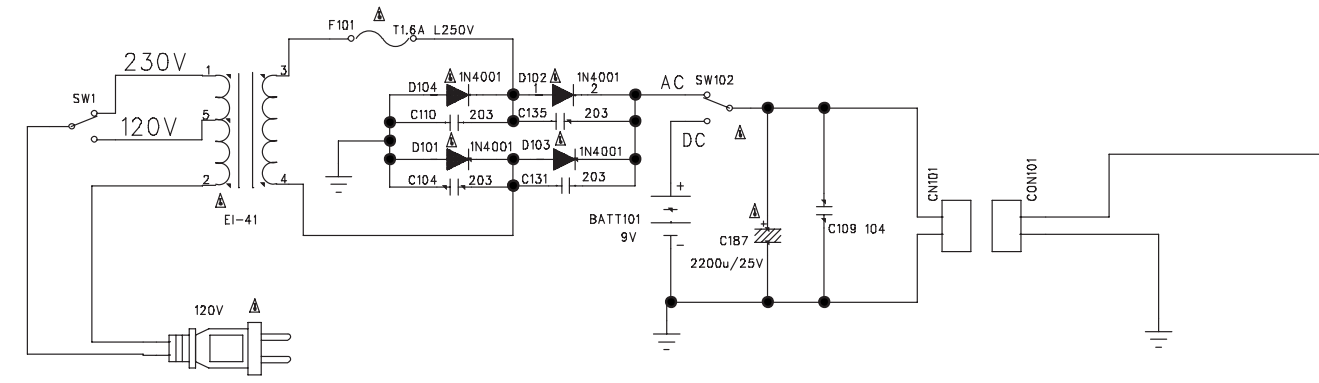 F101
T1.6A L250V
230V
1
3
SW1
5
120V
2
4
EI-41
D104
1N4001
D102
1
1N4001
2
C110
203
C135
203
D101
1N4001
D103
1N4001
C104
203
C131
203
AC
SW102
DC
+
BATT101
9V
-
+
C187
2200u/25V
C109 104
CN101
CON101
120V